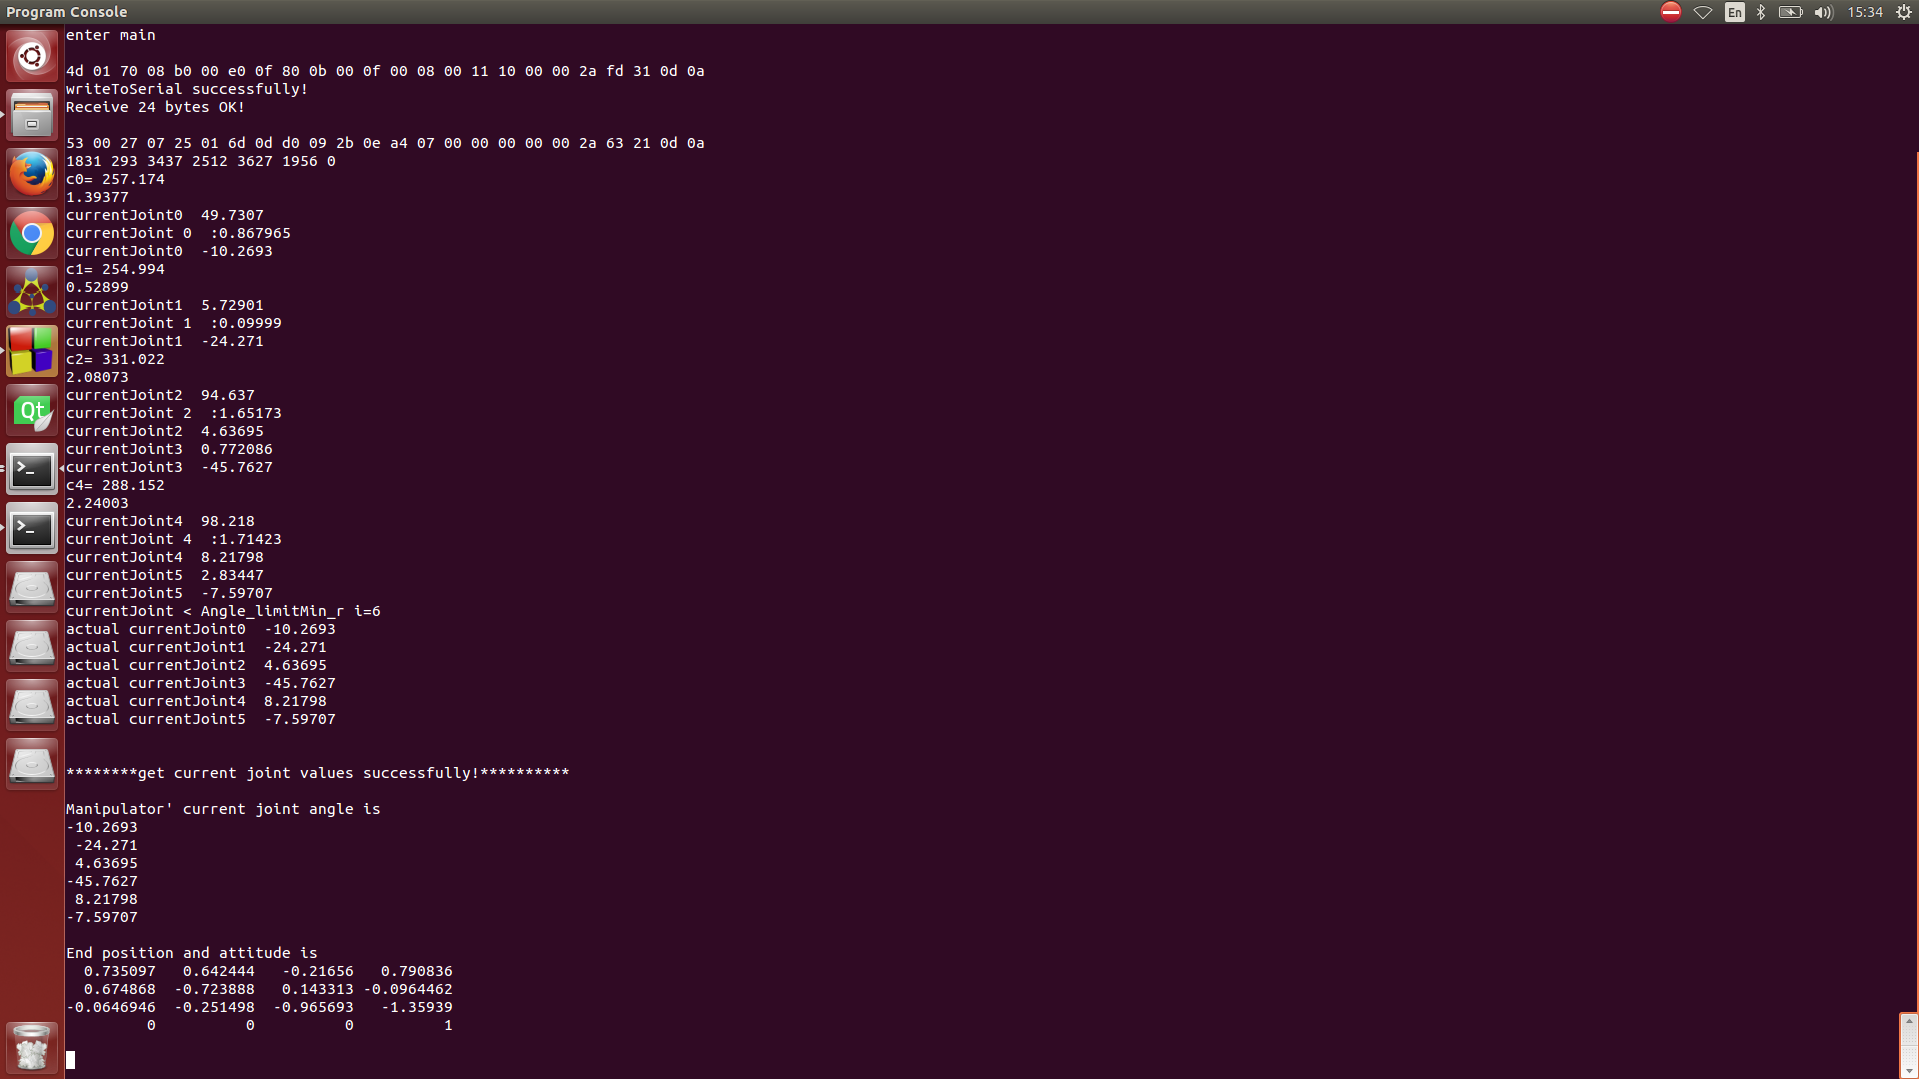 Program Console
En
15:34
enter main
4d 01 70 08 b0 00 e0 0f 80 0b 00 0f 00 08 00 11 10 00 00 2a fd 31 0d 0a
writeToSerial successfully!
Receive 24 bytes OK!
53 00 27 07 25 01 6d 0d d0 09 2b 0e a4 07 00 00 00 00 00 2a 63 21 0d 0a
1831 293 3437 2512 3627 1956 0
c0= 257.174
1.39377
currentJoint0  49.7307
currentJoint 0  :0.867965
currentJoint0  -10.2693
c1= 254.994
0.52899
currentJoint1  5.72901
currentJoint 1  :0.09999
currentJoint1  -24.271
c2= 331.022
2.08073
currentJoint2  94.637
currentJoint 2  :1.65173
currentJoint2  4.63695
currentJoint3  0.772086
currentJoint3  -45.7627
c4= 288.152
2.24003
currentJoint4  98.218
currentJoint 4  :1.71423
currentJoint4  8.21798
currentJoint5  2.83447
currentJoint5  -7.59707
currentJoint < Angle_limitMin_r i=6
actual currentJoint0  -10.2693
actual currentJoint1  -24.271
actual currentJoint2  4.63695
actual currentJoint3  -45.7627
actual currentJoint4  8.21798
actual currentJoint5  -7.59707
********get current joint values successfully!**********
Manipulator' current joint angle is
-10.2693
-24.271
4.63695
-45.7627
8.21798
-7.59707
End position and attitude is
0.735097   0.642444   -0.21656   0.790836
0.674868  -0.723888   0.143313 -0.0964462
-0.0646946  -0.251498  -0.965693   -1.35939
0          0          0          1
Qt